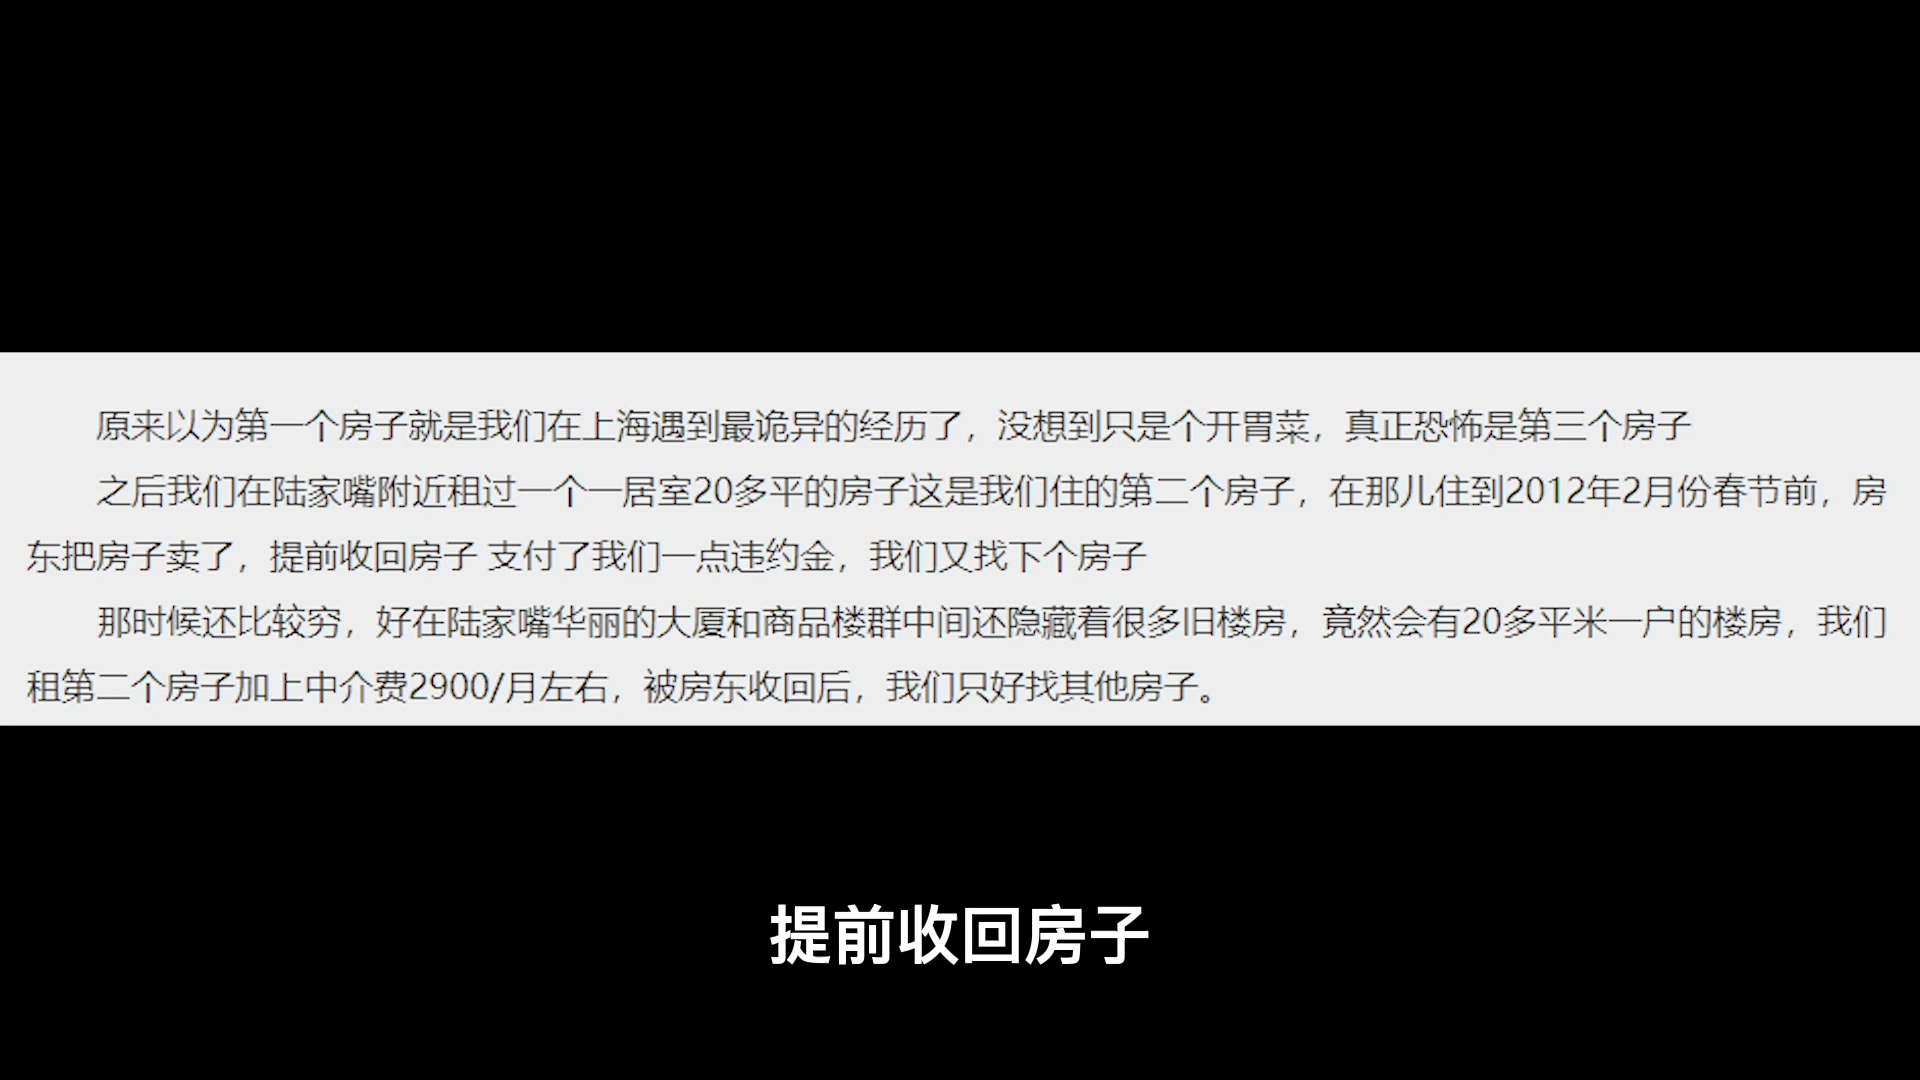 原来以为第一个房子就是我们在上海遇到最诡异的经历了，没想到只是个开胃菜，真正恐怖是第三个房子
之后我们在陆家嘴附近租过一个一居室20多平的房子这是我们住的第二个房子，在那儿住到2012年2月份春节前，房
东把房子卖了，提前收回房子 支付了我们一点违约金，我们又找下个房子
那时候还比较穷，好在陆家嘴华丽的大厦和商品楼群中间还隐藏着很多旧楼房，竟然会有20多平米一户的楼房，我们
租第二个房子加上中介费2900/月左右，被房东收回后，我们只好找其他房子。
提前收回房子